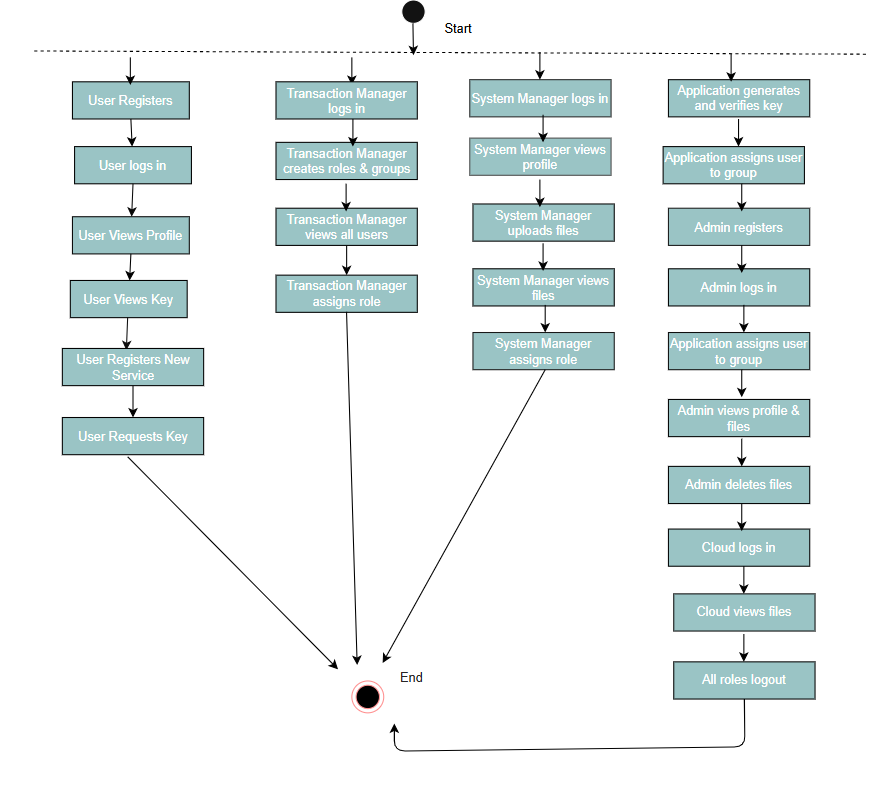 Start
User Registers
User logs in
User Views Profile
User Views Key
User Registers New
Service
User Requests Key
Transaction Manager
logs in
Transaction Manager
creates roles & groups
Transaction Manager
views all users
Transaction Manager
assigns role
System Manager logs in
System Manager views
profile
System Manager
uploads files
System Manager views
files
System Manager
assigns role
Application generates
and verifies key
Application assigns user
to group
Admin registers
Admin logs in
Application assigns user
to group
Admin views profile &
files
Admin deletes files
Cloud logs in
Cloud views files
All roles logout
End